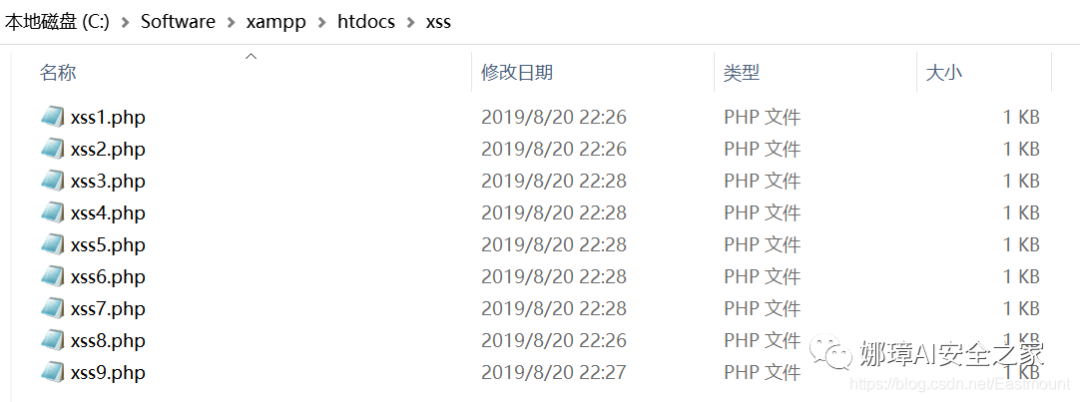 本地磁盘 (C:) > Software > xampp > htdocs > xss
名称 修改日期 类型 大小
xss1.php 2019/8/20 22:26 PHP 文件 1 KB
xss2.php 2019/8/20 22:26 PHP 文件 1 KB
xss3.php 2019/8/20 22:28 PHP 文件 1 KB
xss4.php 2019/8/20 22:28 PHP 文件 1 KB
xss5.php 2019/8/20 22:28 PHP 文件 1 KB
xss6.php 2019/8/20 22:28 PHP 文件 1 KB
xss7.php 2019/8/20 22:28 PHP 文件 1 KB
xss8.php 2019/8/20 22:26 PHP 文件 1 KB
娜璋AI安全之家
xss9.php 2019/8/20 22:27 PHP 文件 1 KB
https://blog.csdn.net/Eastmount